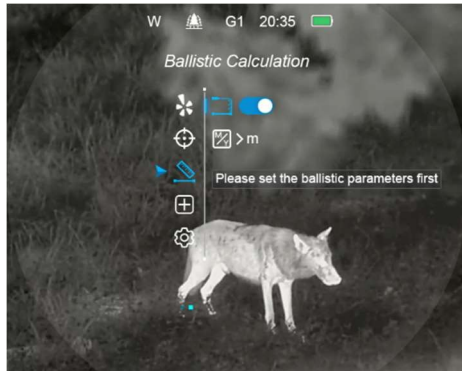 W G1 20:35
Ballistic Calculation
M/Y > m
Please set the ballistic parameters first